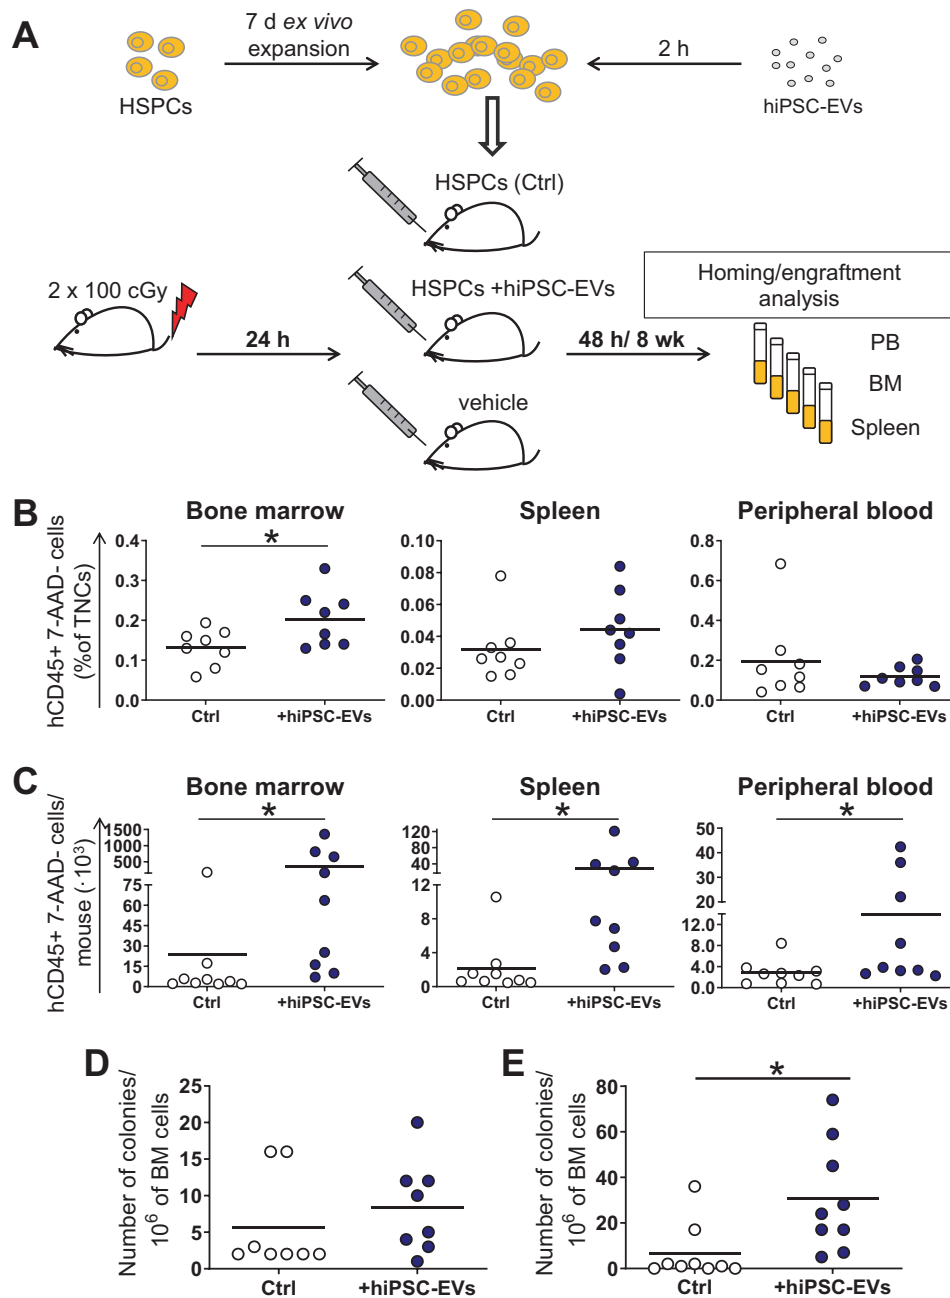 A
7 d ex vivo
expansion
2 h
HSPCs
hiPSC-EVs
HSPCs (Ctrl)
2 x 100 cGy
HSPCs +hiPSC-EVs
Homing/engraftment
analysis
24 h
48 h/ 8 wk
PB
BM
Spleen
vehicle
B
Bone marrow
Spleen
Peripheral blood
hCD45+ 7-AAD- cells
(%of TNCs)
0.4
0.3
0.2
0.1
0.0
*
Ctrl
+hiPSC-EVs
0.10
0.08
0.06
0.04
0.02
0.00
Ctrl
+hiPSC-EVs
0.8
0.6
0.4
0.2
0.0
Ctrl
+hiPSC-EVs
C
Bone marrow
Spleen
Peripheral blood
hCD45+ 7-AAD- cells/
mouse (·10³)
1500
1000
500
75
60
45
30
15
0
*
Ctrl
+hiPSC-EVs
120
80
40
12
8
4
0
*
Ctrl
+hiPSC-EVs
50
40
30
20
8.0
4.0
0.0
*
Ctrl
+hiPSC-EVs
D
Number of colonies/
10⁶ of BM cells
25
20
15
10
5
0
Ctrl
+hiPSC-EVs
E
Number of colonies/
10⁶ of BM cells
80
60
40
20
0
*
Ctrl
+hiPSC-EVs